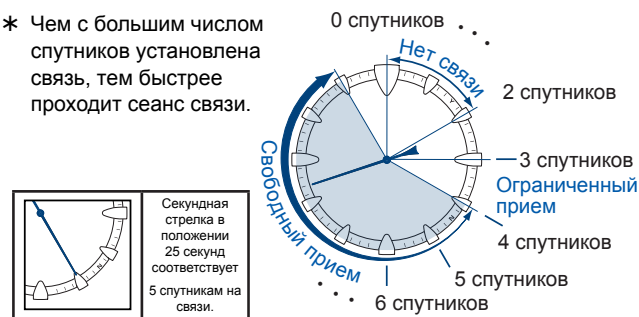 * Чем с большим числом
спутников установлена
связь, тем быстрее
проходит сеанс связи.
0 спутников
Нет связи
2 спутников
3 спутников
Ограниченный
прием
4 спутников
5 спутников
6 спутников
Свободный прием
Секундная
стрелка в
положении
25 секунд
соответствует
5 спутникам на
связи.
Y
N
N